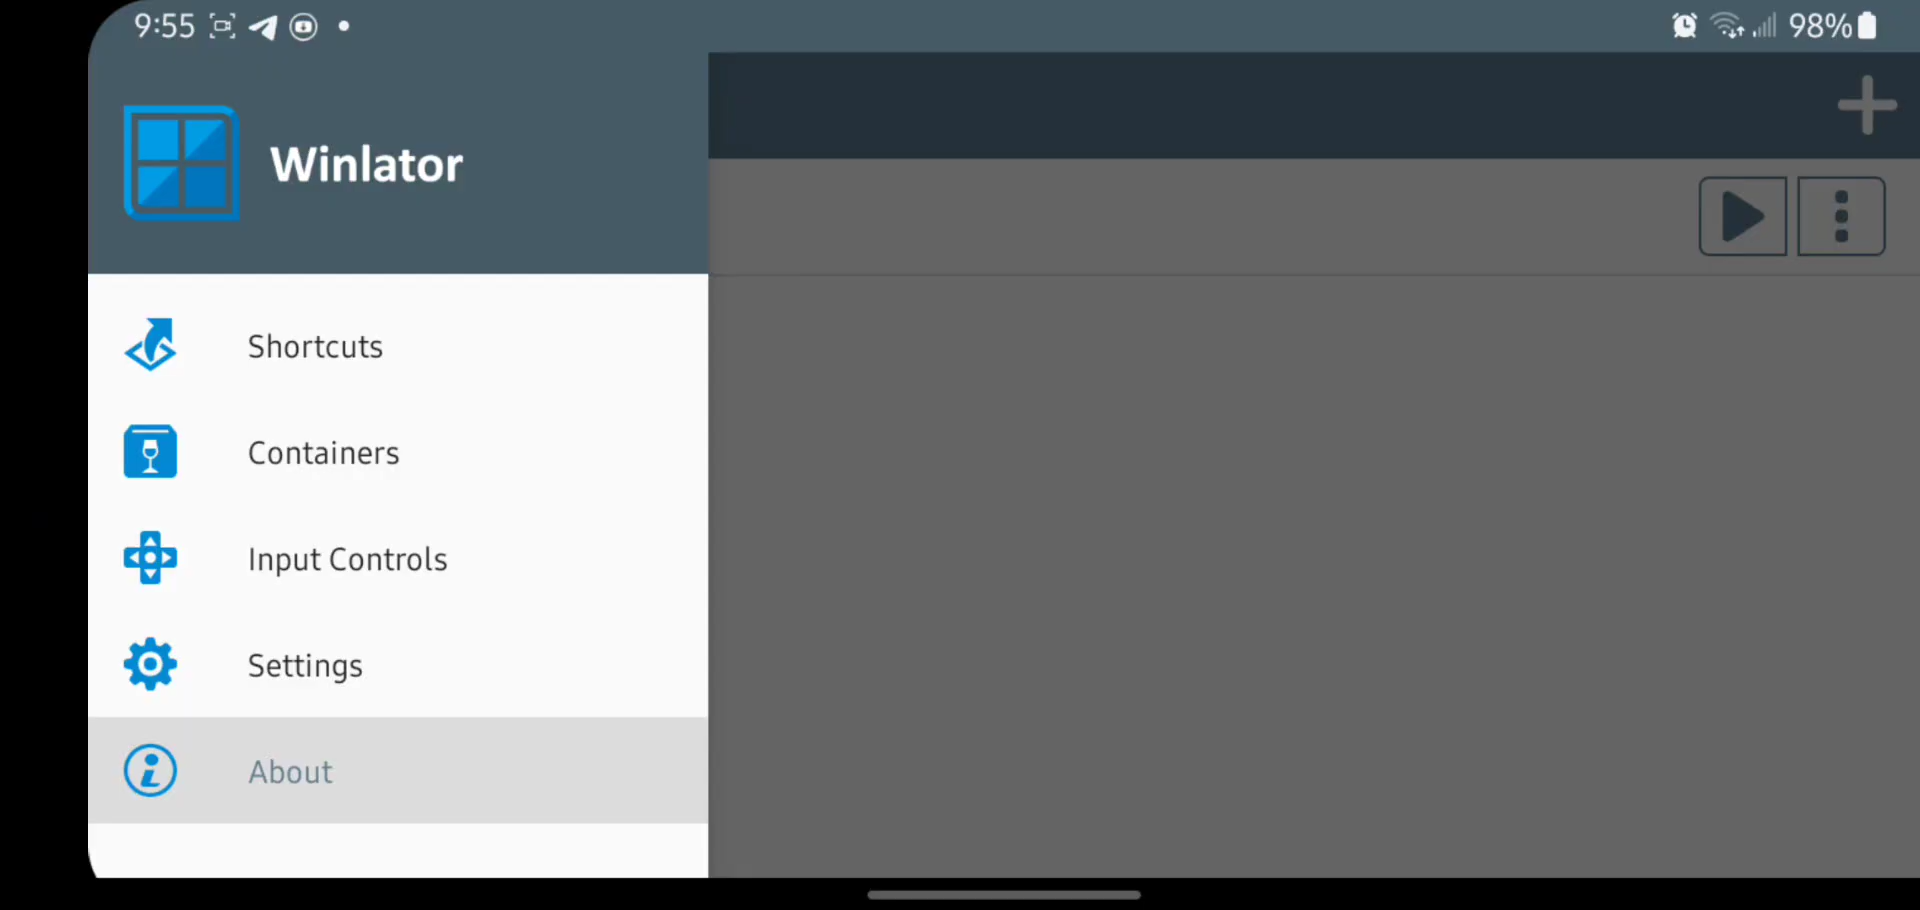 9:55
98%
Winlator
Shortcuts
Containers
Input Controls
Settings
About